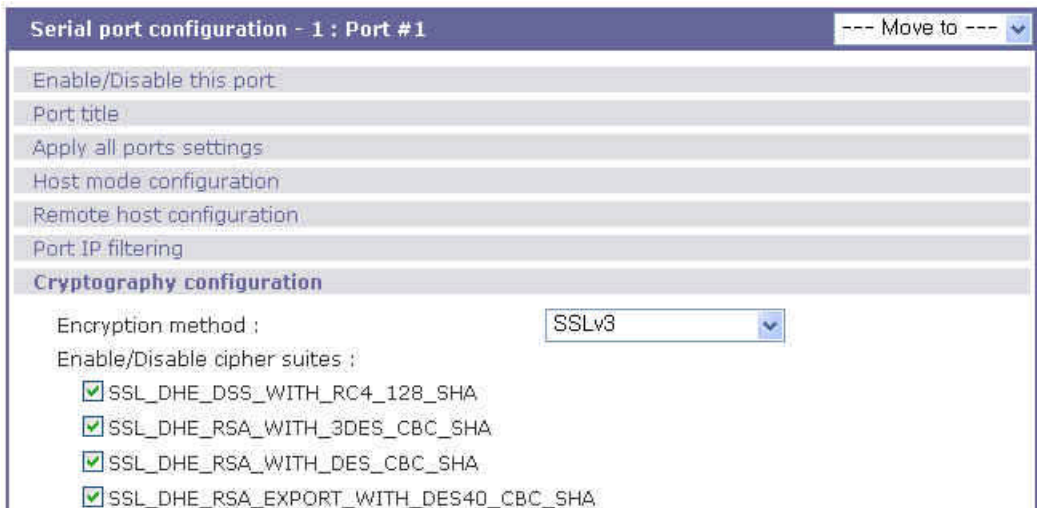 Serial port configuration - 1 : Port #1
--- Move to ---
Enable/Disable this port
Port title
Apply all ports settings
Host mode configuration
Remote host configuration
Port IP filtering
Cryptography configuration
Encryption method : SSLv3
Enable/Disable cipher suites :
SSL_DHE_DSS_WITH_RC4_128_SHA
SSL_DHE_RSA_WITH_3DES_CBC_SHA
SSL_DHE_RSA_WITH_DES_CBC_SHA
SSL_DHE_RSA_EXPORT_WITH_DES40_CBC_SHA